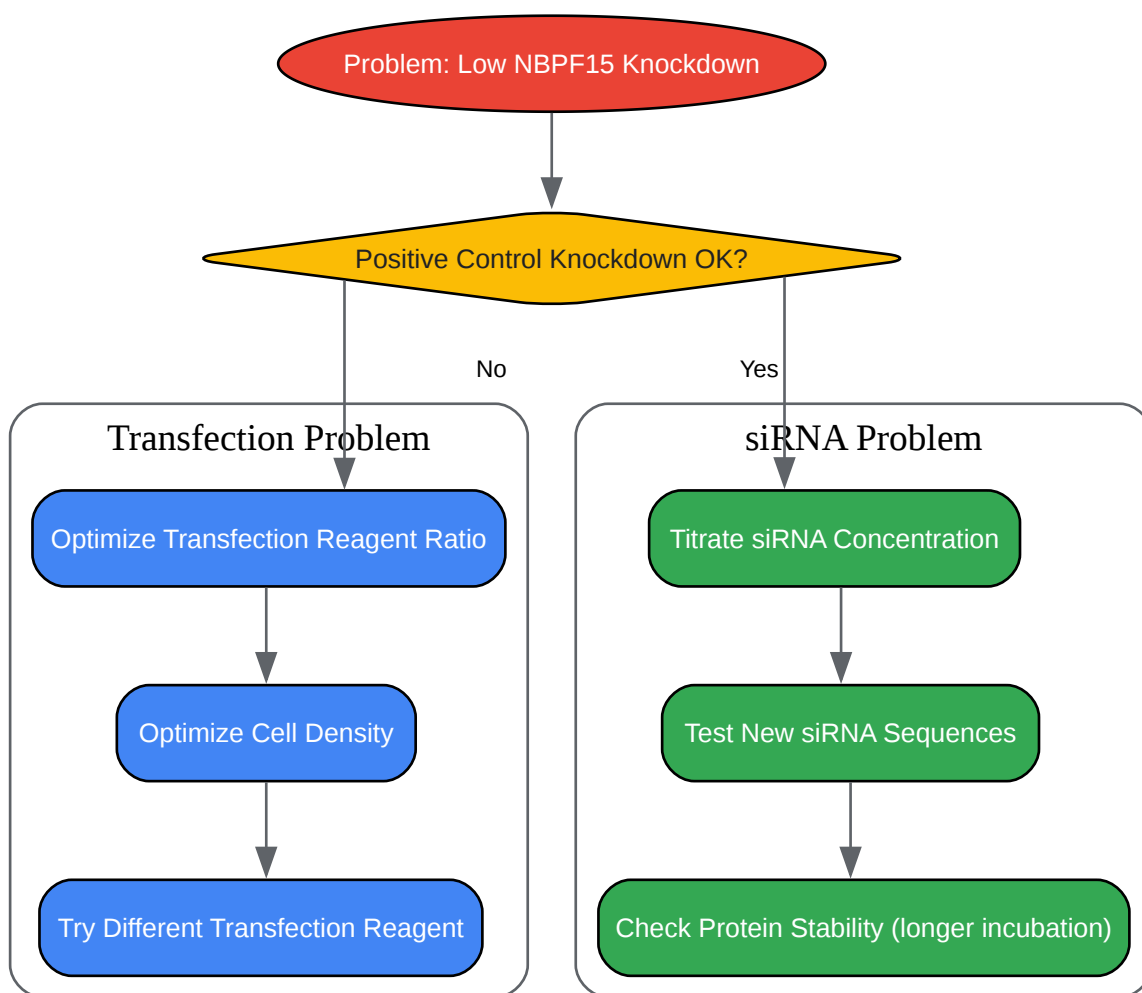 Problem: Low NBPF15 Knockdown
Positive Control Knockdown OK?
No
Yes
Transfection Problem
siRNA Problem
Optimize Transfection Reagent Ratio
Titrate siRNA Concentration
Optimize Cell Density
Test New siRNA Sequences
Try Different Transfection Reagent
Check Protein Stability (longer incubation)